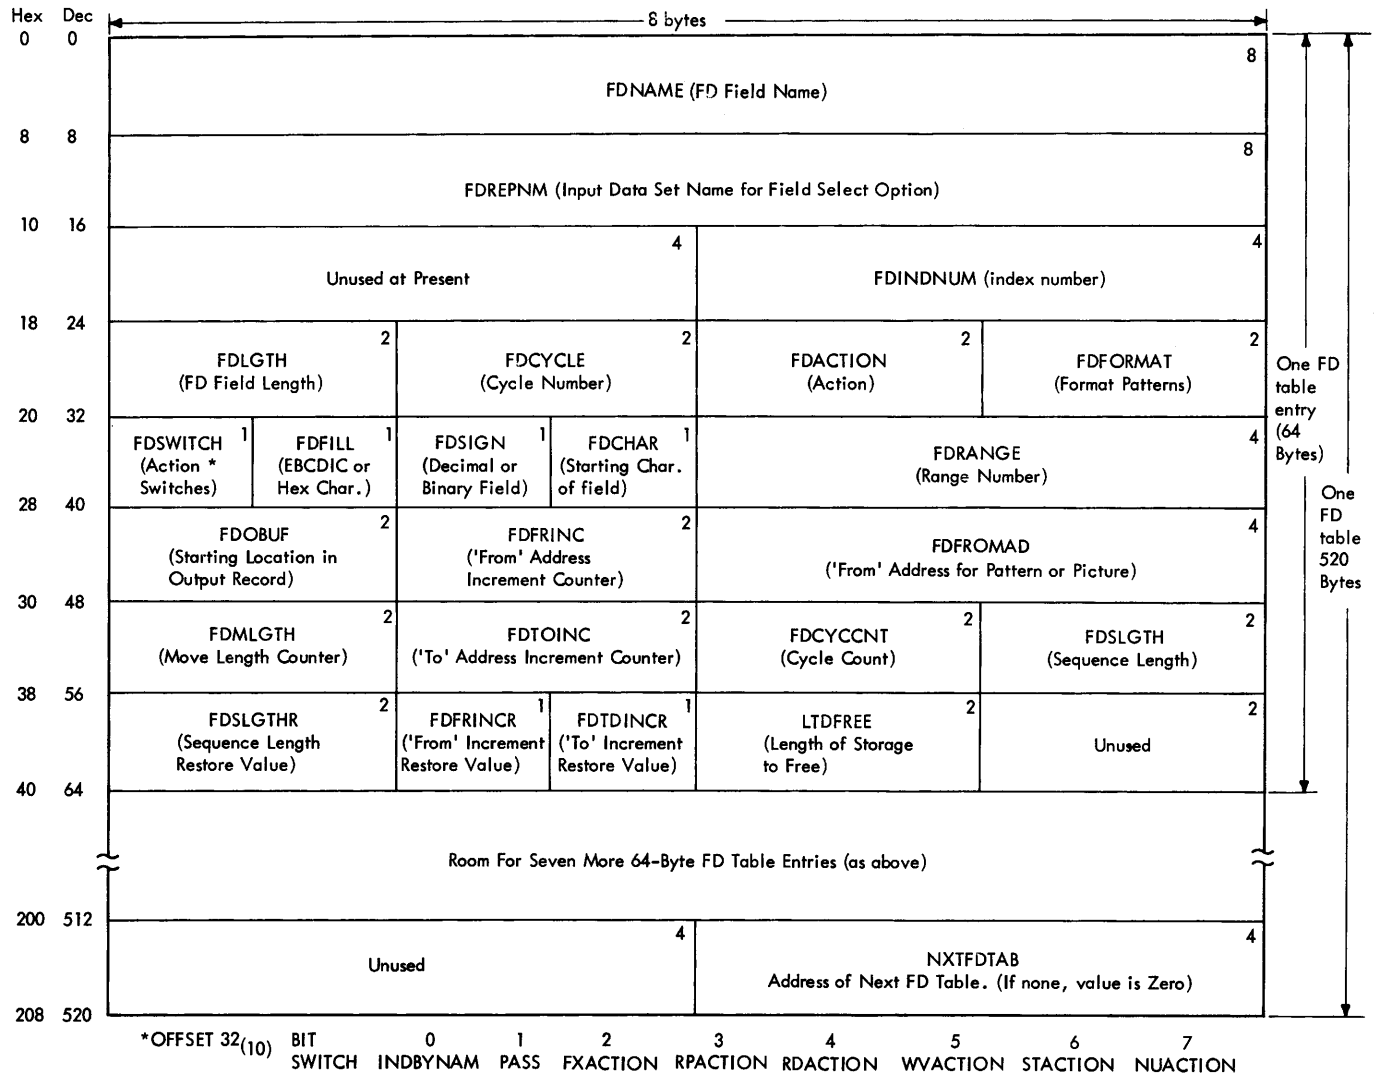 Hex Dec
8 bytes
0 0
8
FDNAME (FD Field Name)
8 8
8
FDREPNM (Input Data Set Name for Field Select Option)
10 16
4
Unused at Present
4
FDINDNUM (index number)
18 24
2
FDLGTH
(FD Field Length)
2
FDCYCLE
(Cycle Number)
2
FDACTION
(Action)
2
FDFORMAT
(Format Patterns)
20 32
1
FDSWITCH
(Action *
Switches)
1
FDFILL
(EBCDIC or
Hex Char.)
1
FDSIGN
(Decimal or
Binary Field)
1
FDCHAR
(Starting Char.
of field)
4
FDRANGE
(Range Number)
28 40
2
FDOBUF
(Starting Location in
Output Record)
2
FDFRINC
('From' Address
Increment Counter)
4
FDFROMAD
('From' Address for Pattern or Picture)
30 48
2
FDMLGTH
(Move Length Counter)
2
FDTOINC
('To' Address Increment Counter)
2
FDCYCCNT
(Cycle Count)
2
FDSLGTH
(Sequence Length)
38 56
2
FDSLGTHR
(Sequence Length
Restore Value)
1
FDFRINCR
('From' Increment
Restore Value)
1
FDTDINCR
('To' Increment
Restore Value)
2
LTDFREE
(Length of Storage
to Free)
2
Unused
40 64
One FD
table
entry
(64
Bytes)
One
FD
table
520
Bytes
Room For Seven More 64-Byte FD Table Entries (as above)
200 512
4
Unused
4
NXTFDTAB
Address of Next FD Table. (If none, value is Zero)
208 520
*OFFSET 32(10) BIT 0 1 2 3 4 5 6 7
SWITCH INDBYNAM PASS FXACTION RPACTION RDACTION WVACTION STACTION NUACTION